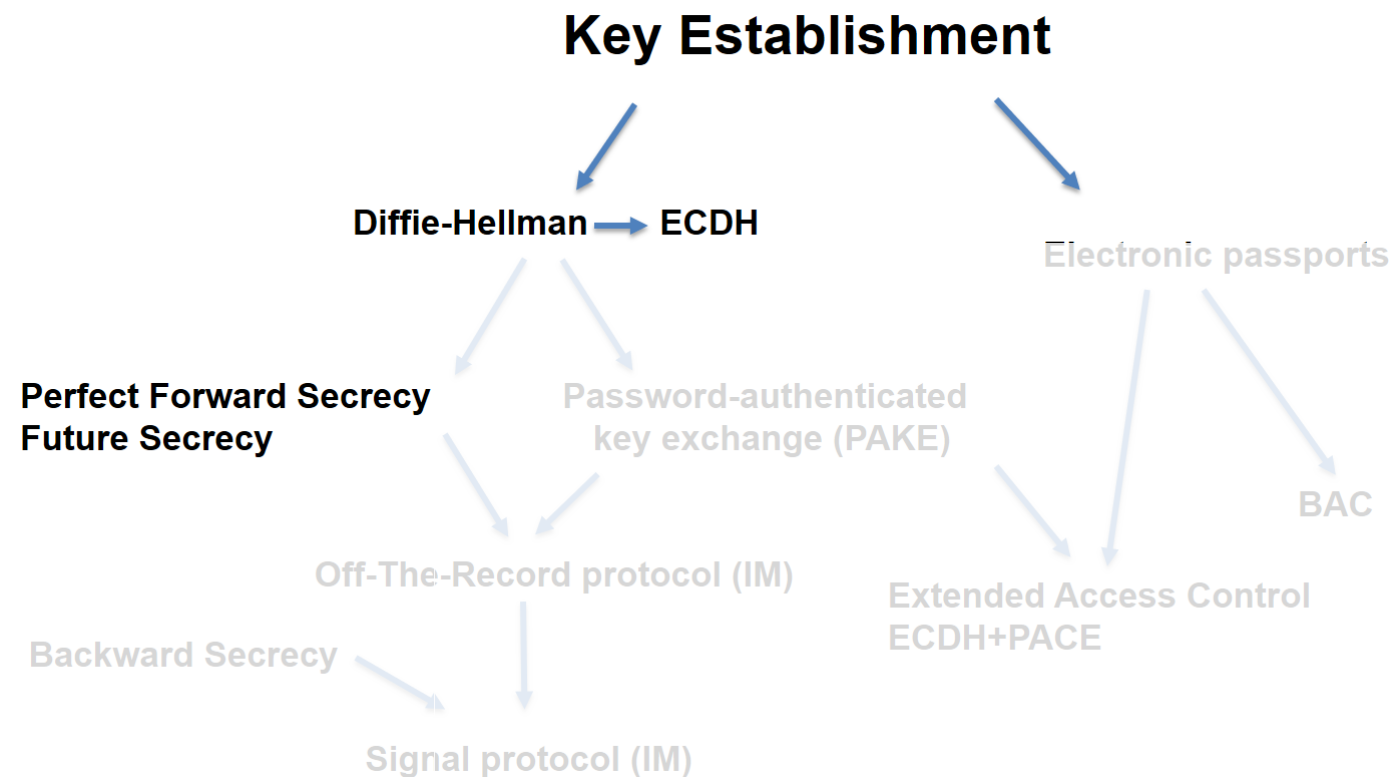 Key Establishment
Diffie-Hellman
ECDH
Electronic passports
Perfect Forward Secrecy
Future Secrecy
Password-authenticated
key exchange (PAKE)
BAC
Off-The-Record protocol (IM)
Extended Access Control
ECDH+PACE
Backward Secrecy
Signal protocol (IM)